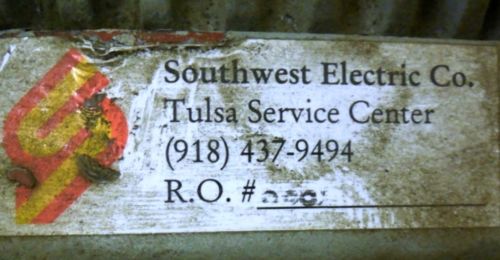 Southwest Electric Co.
Tulsa Service Center
(918) 437-9494
R.O. #